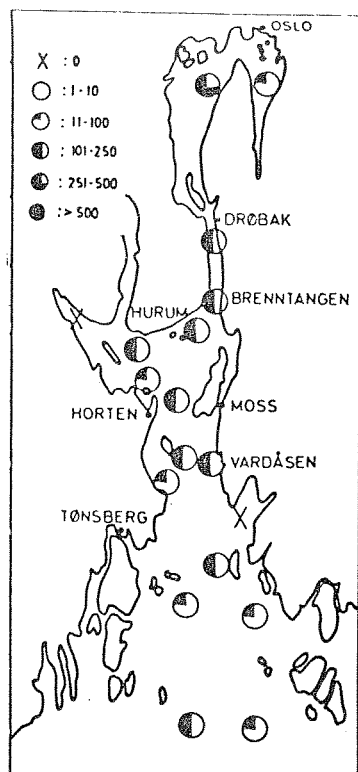 OSLO
X : 0
: 1-10
: 11-100
: 101-250
: 251-500
: > 500
DRØBAK
BRENNTANGEN
HURUM
HORTEN
MOSS
VARDÅSEN
TØNSBERG